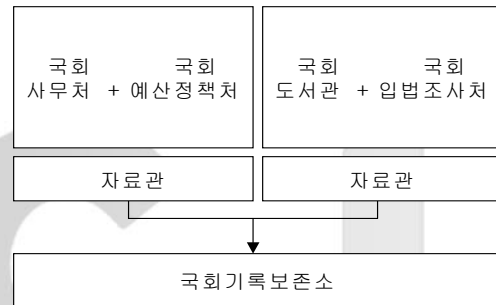 국회 국회
사무처 + 예산정책처
국회 국회
도서관 + 입법조사처
자료관
자료관
국회기록보존소